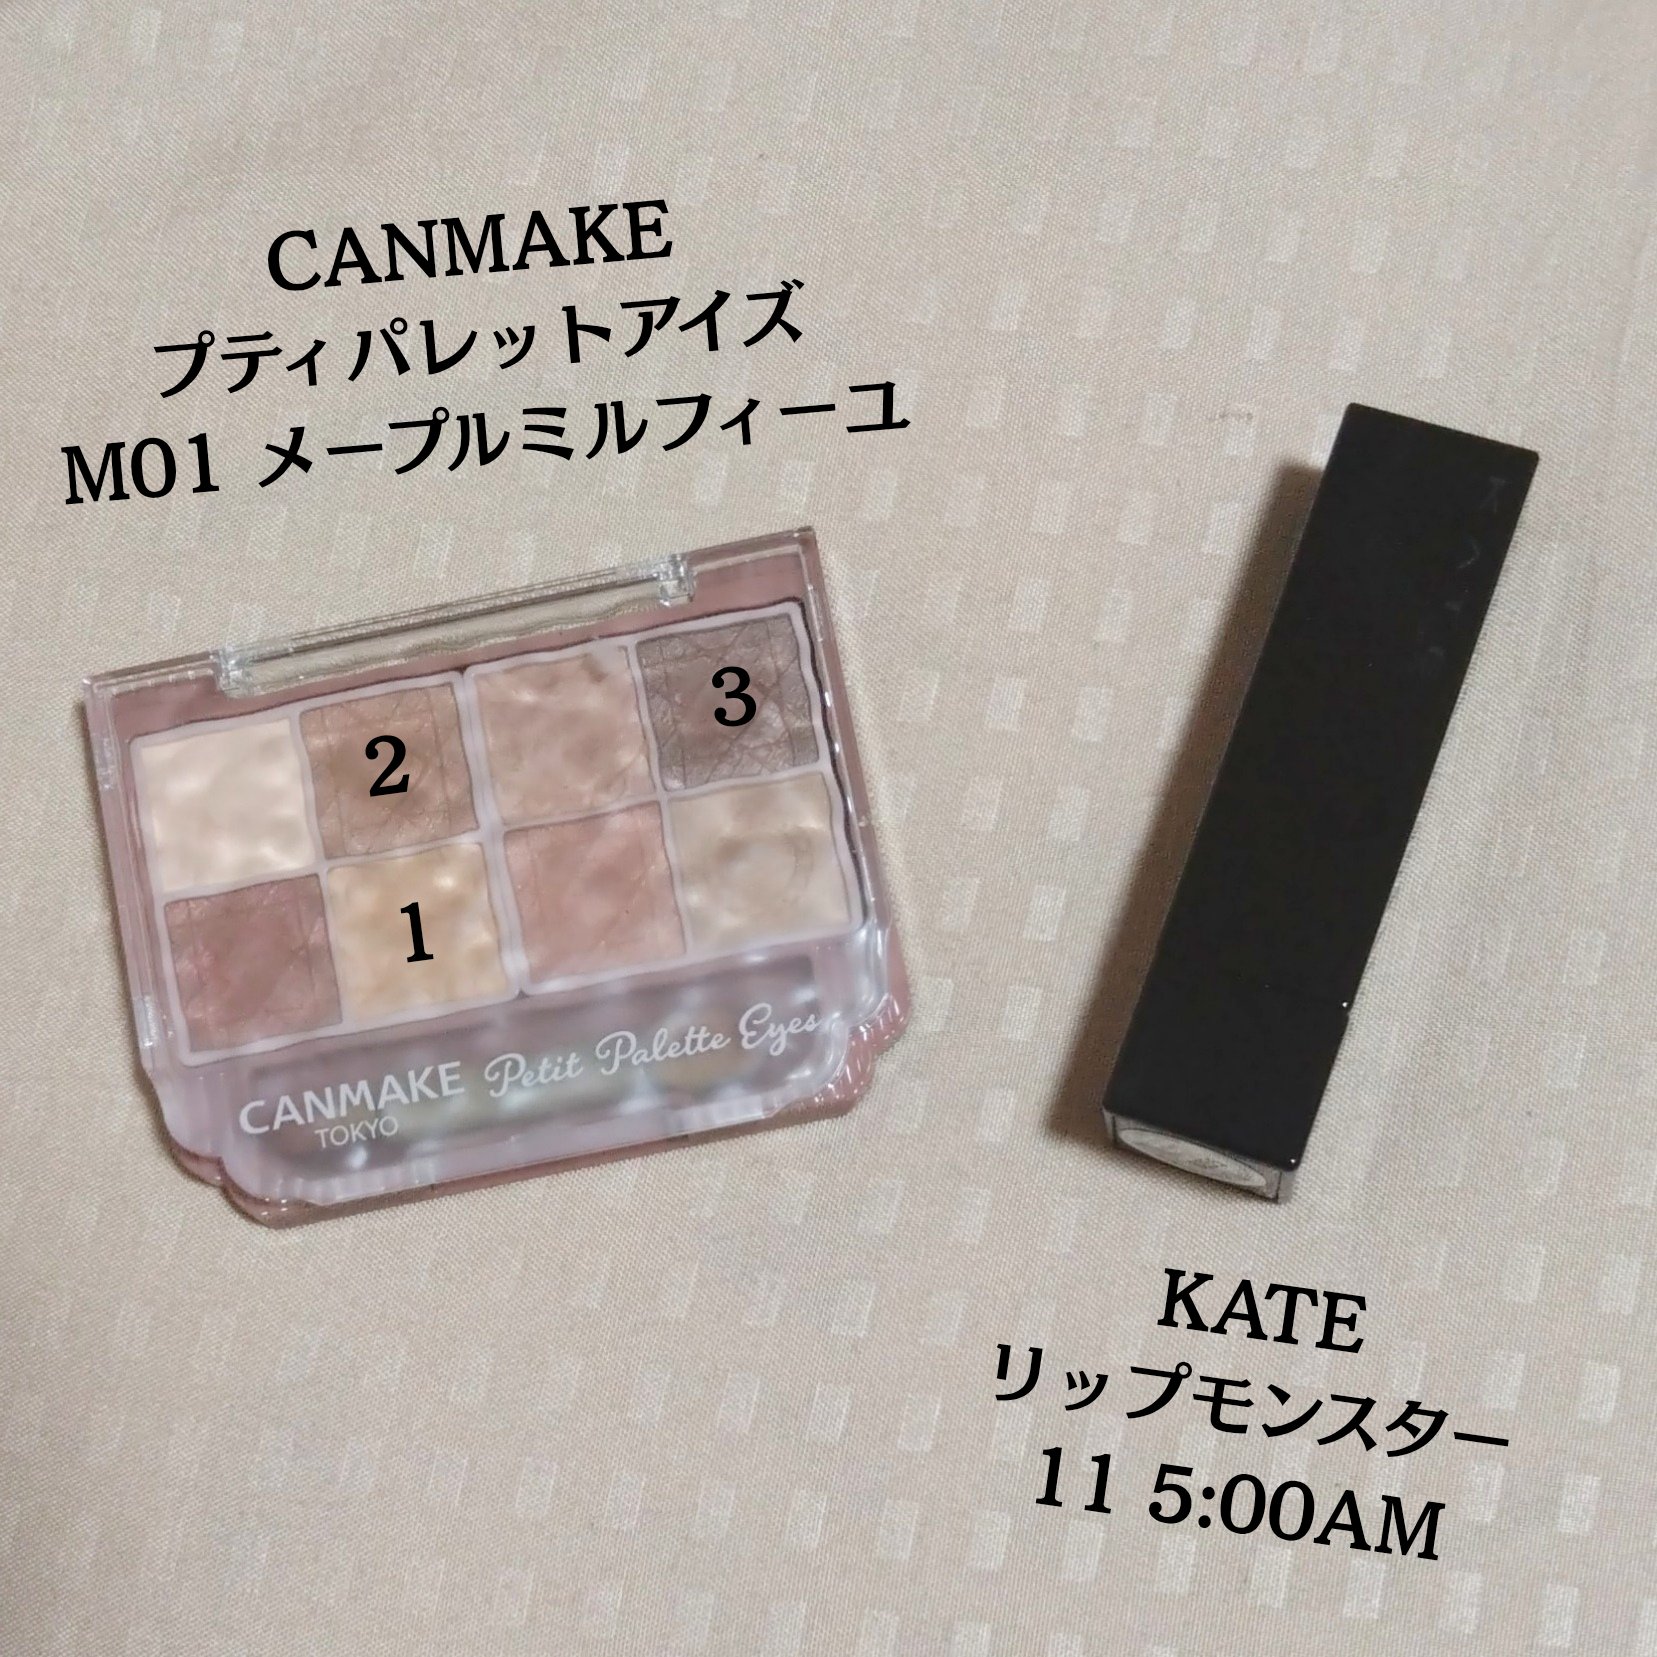 CANMAKE
プティパレットアイズ
M01 メープルミルフィーユ
3
2
1
CANMAKE Petit Palette Eyes
TOKYO
KATE
KATE
リップモンスター
11 5:00AM